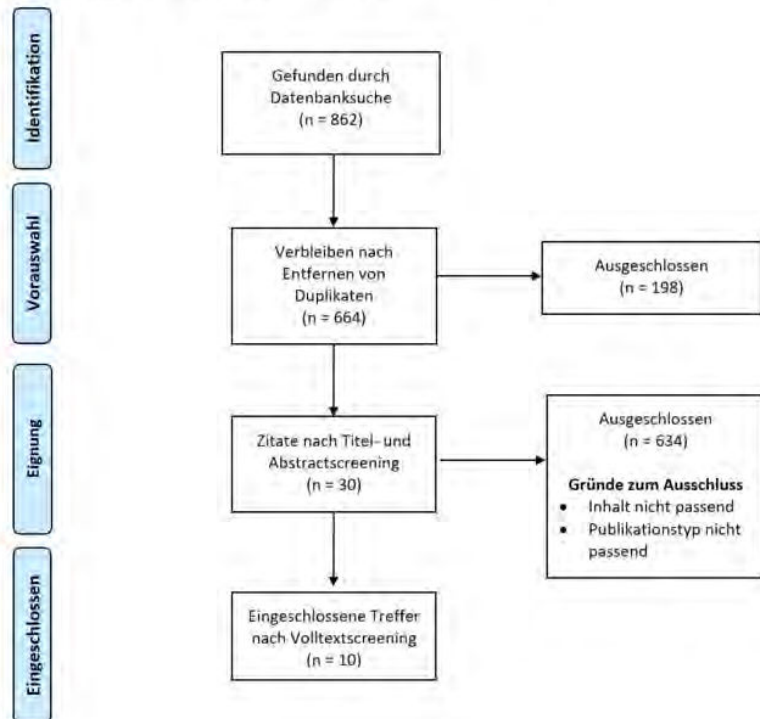 Identifikation
Gefunden durch
Datenbanksuche
(n = 862)
Vorauswahl
Verbleiben nach
Entfernen von
Duplikaten
(n = 664)
Ausgeschlossen
(n = 198)
Eignung
Zitate nach Titel- und
Abstractscreening
(n = 30)
Ausgeschlossen
(n = 634)
Gründe zum Ausschluss
• Inhalt nicht passend
• Publikationstyp nicht
passend
Eingeschlossen
Eingeschlossene Treffer
nach Volltextscreening
(n = 10)